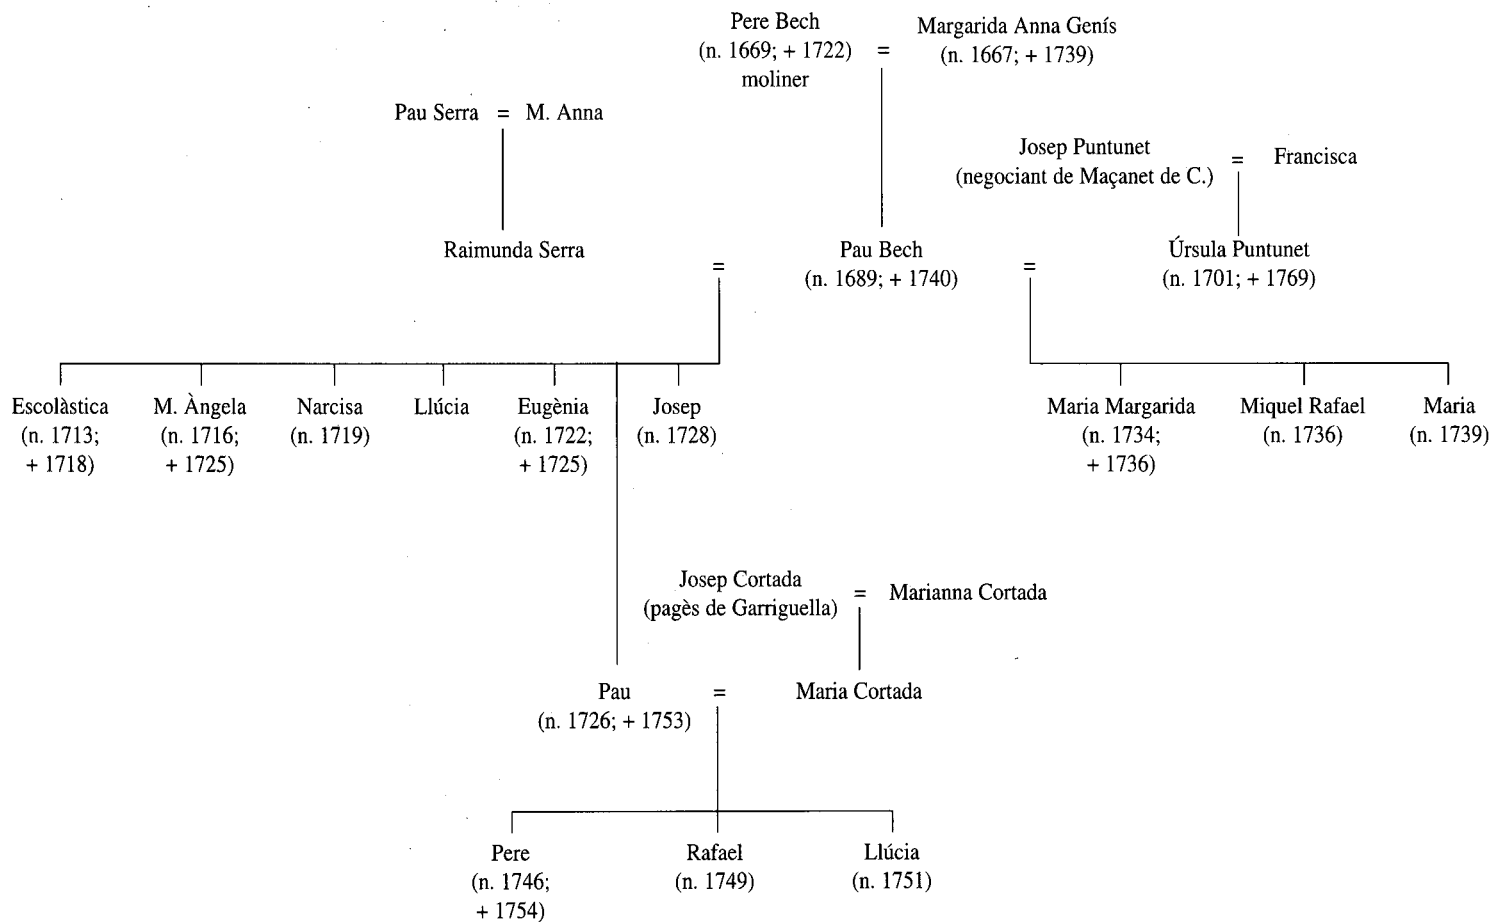 Pere Bech
(n. 1669; + 1722)
moliner
=
Margarida Anna Genís
(n. 1667; + 1739)
Pau Serra = M. Anna
Josep Puntunet
(negociant de Maçanet de C.)
=
Francisca
Raimunda Serra
=
Pau Bech
(n. 1689; + 1740)
=
Úrsula Puntunet
(n. 1701; + 1769)
Escolàstica
(n. 1713;
+ 1718)
M. Àngela
(n. 1716;
+ 1725)
Narcisa
(n. 1719)
Llúcia
Eugènia
(n. 1722;
+ 1725)
Josep
(n. 1728)
Maria Margarida
(n. 1734;
+ 1736)
Miquel Rafael
(n. 1736)
Maria
(n. 1739)
Josep Cortada
(pagès de Garriguella)
=
Marianna Cortada
Pau
(n. 1726; + 1753)
=
Maria Cortada
Pere
(n. 1746;
+ 1754)
Rafael
(n. 1749)
Llúcia
(n. 1751)